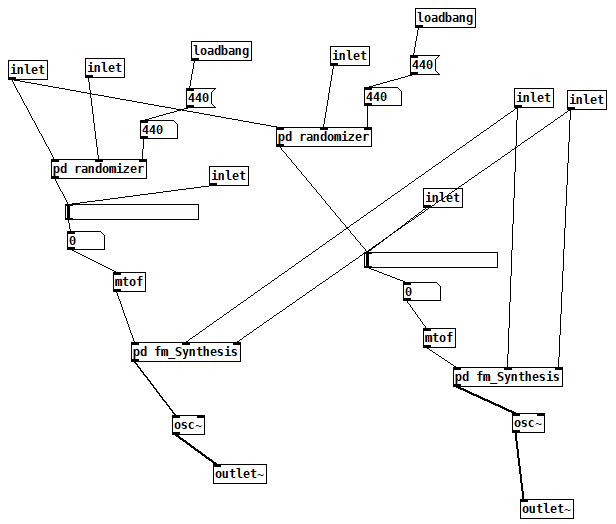 loadbang
loadbang
inlet
inlet
inlet
440
440
inlet
inlet
440
440
pd randomizer
pd randomizer
inlet
inlet
0
mtof
0
mtof
pd fm_Synthesis
pd fm_Synthesis
osc~
osc~
outlet~
outlet~